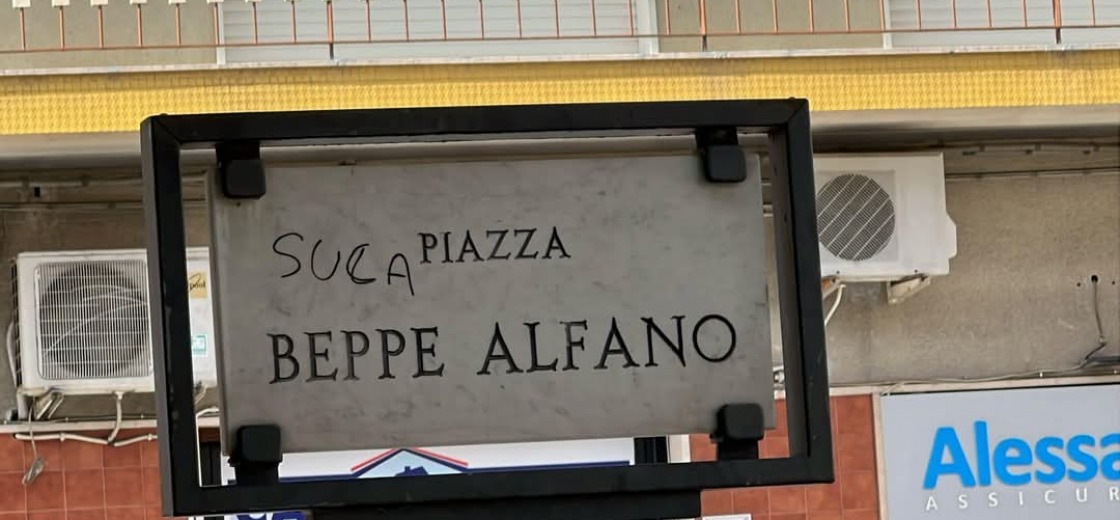 SUCA PIAZZA
BEPPE ALFANO
Alessa
ASSICUR